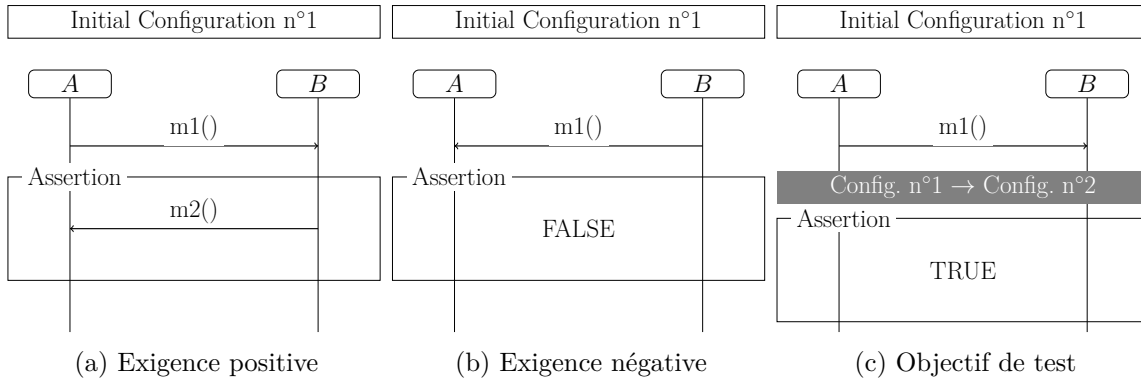 Initial Configuration n°1
A
B
m1()
Assertion
m2()
(a) Exigence positive
Initial Configuration n°1
A
B
m1()
Assertion
FALSE
(b) Exigence négative
Initial Configuration n°1
A
B
m1()
Config. n°1 → Config. n°2
Assertion
TRUE
(c) Objectif de test